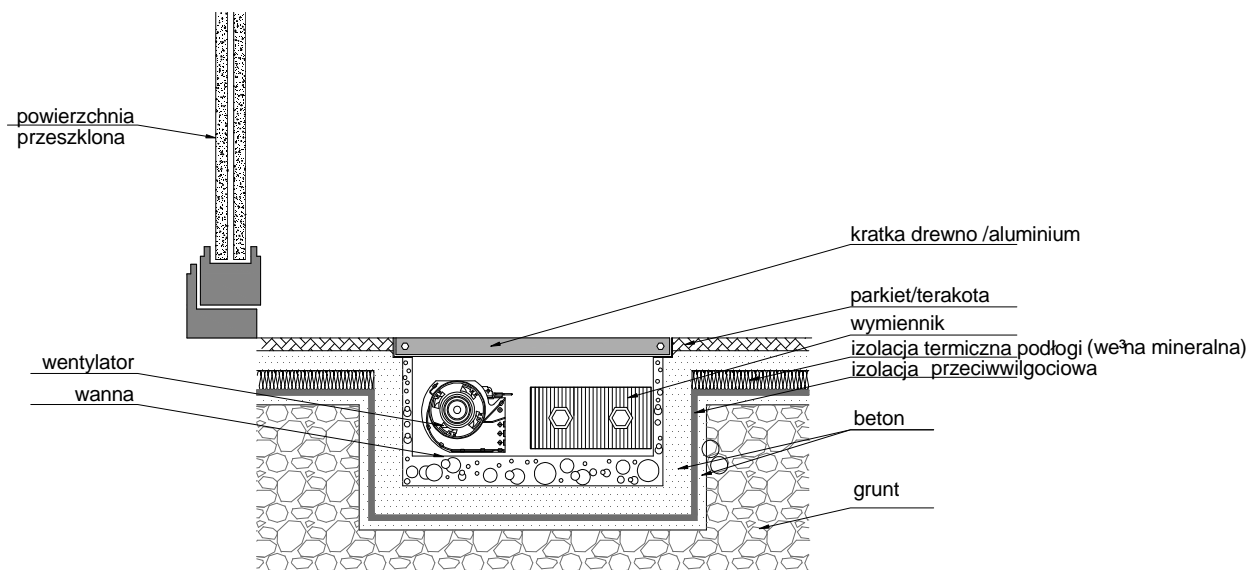 powierzchnia
przeszklona
kratka drewno /aluminium
parkiet/terakota
wymiennik
izolacja termiczna podłogi (we³na mineralna)
izolacja przeciwwilgociowa
wentylator
wanna
beton
grunt